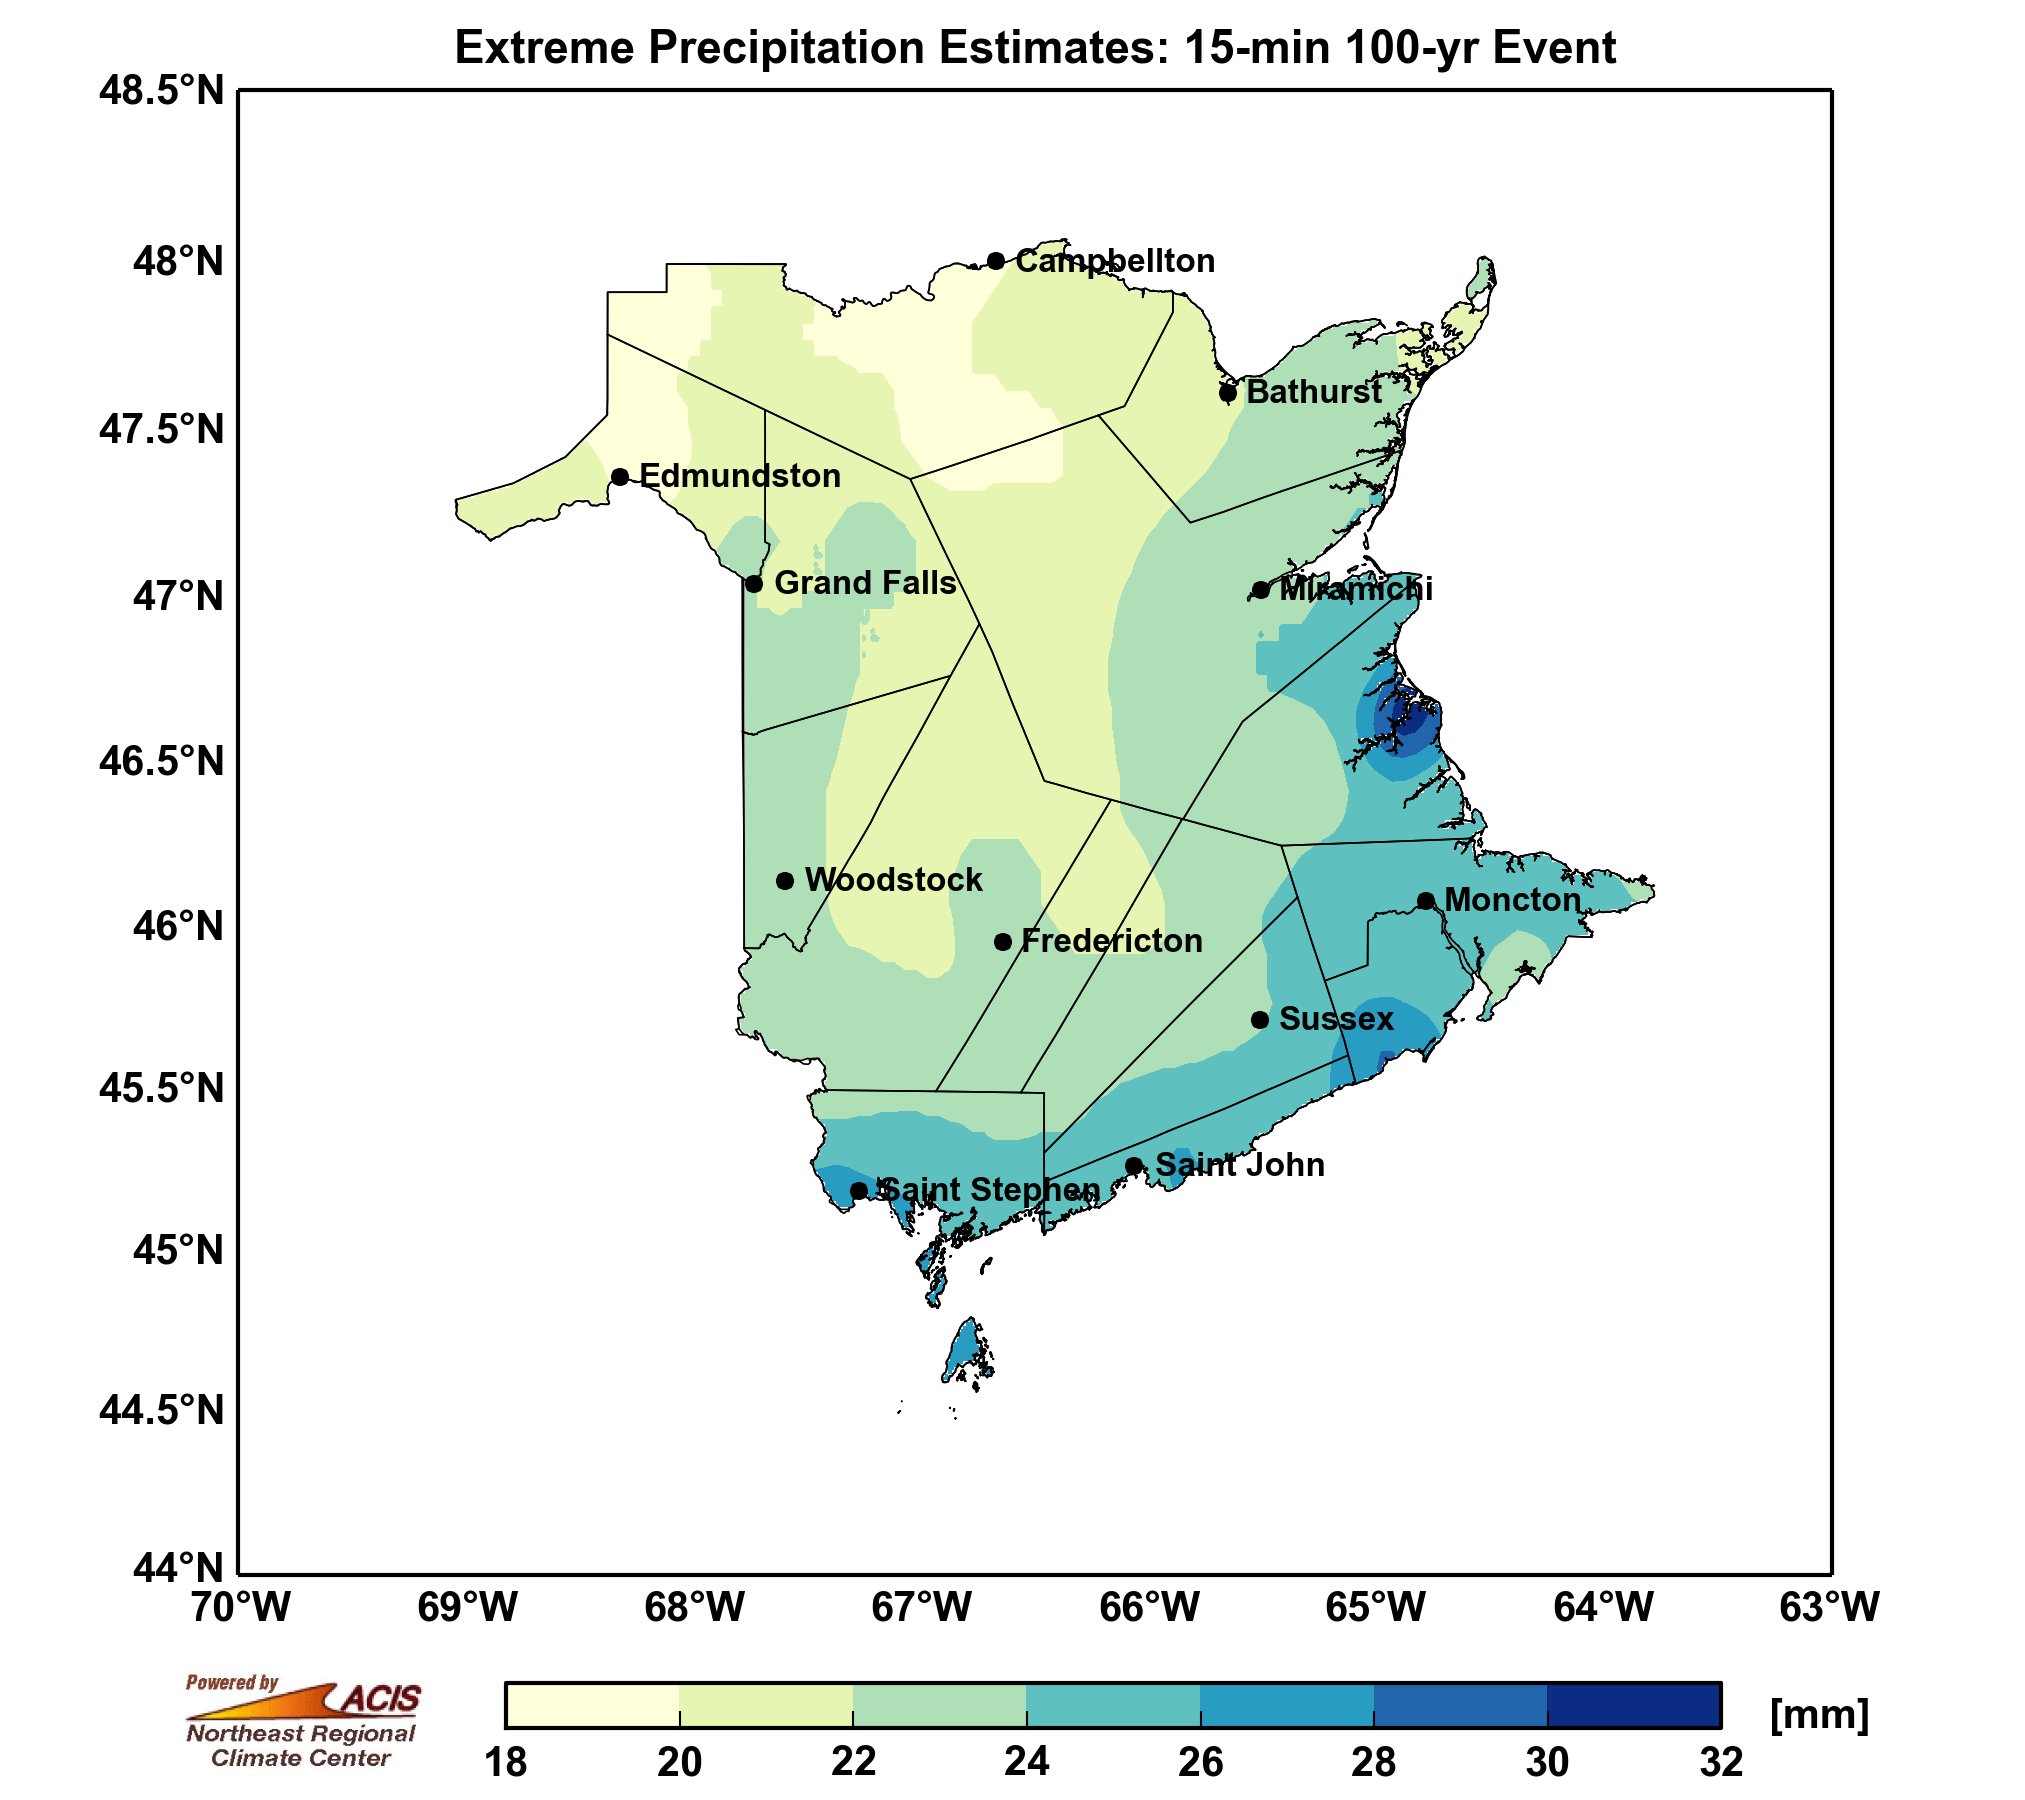 Extreme Precipitation Estimates: 15-min 100-yr Event
48.5°N
48°N
47.5°N
47°N
46.5°N
46°N
45.5°N
45°N
44.5°N
44°N
Campbellton
Bathurst
Edmundston
Grand Falls
Miramichi
Woodstock
Moncton
Fredericton
Sussex
Saint John
Saint Stephen
70°W 69°W 68°W 67°W 66°W 65°W 64°W 63°W
Powered by
ACIS
Northeast Regional
Climate Center
[mm]
18 20 22 24 26 28 30 32